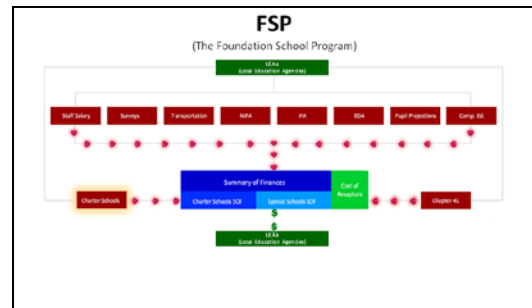 FSP
(The Foundation School Program)
LEAs
(Local Education Agencies)
Staff Salary
Surveys
Transportation
NIFA
IFA
EDA
Pupil Projections
Comp. Ed.
Summary of Finances
Cost of
Recapture
Charter Schools SOF
Special Schools SOF
Charter Schools
Chapter 41
$
$
LEAs
(Local Education Agencies)